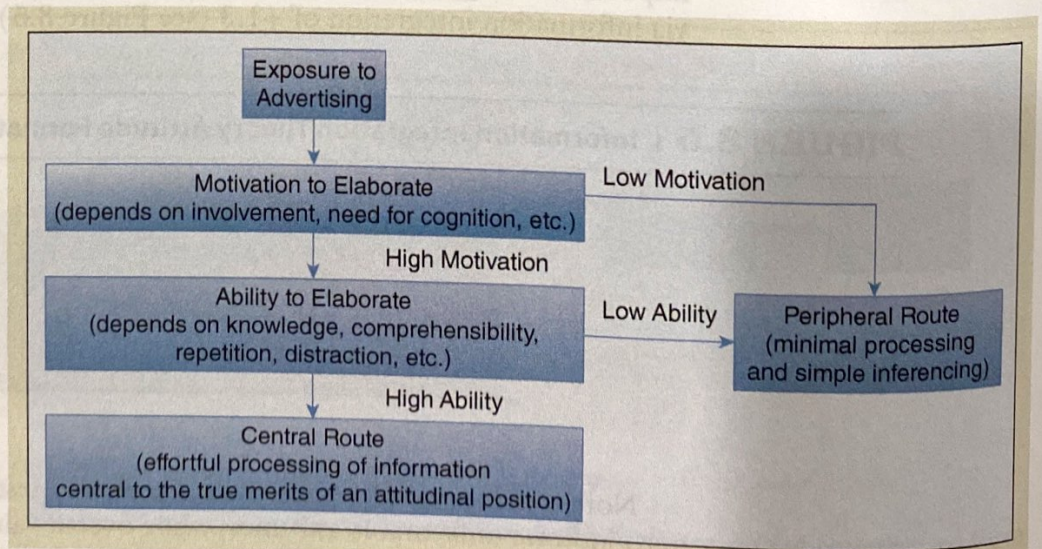 Exposure to
Advertising
Motivation to Elaborate
(depends on involvement, need for cognition, etc.)
Low Motivation
High Motivation
Ability to Elaborate
(depends on knowledge, comprehensibility,
repetition, distraction, etc.)
Low Ability
Peripheral Route
(minimal processing
and simple inferencing)
High Ability
Central Route
(effortful processing of information
central to the true merits of an attitudinal position)